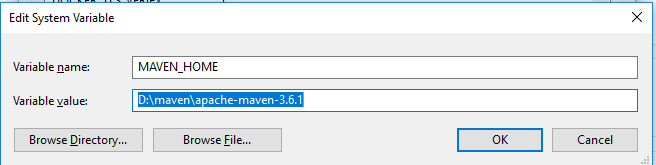 Edit System Variable
Variable name: MAVEN_HOME
Variable value: D:\maven\apache-maven-3.6.1
Browse Directory... Browse File... OK Cancel